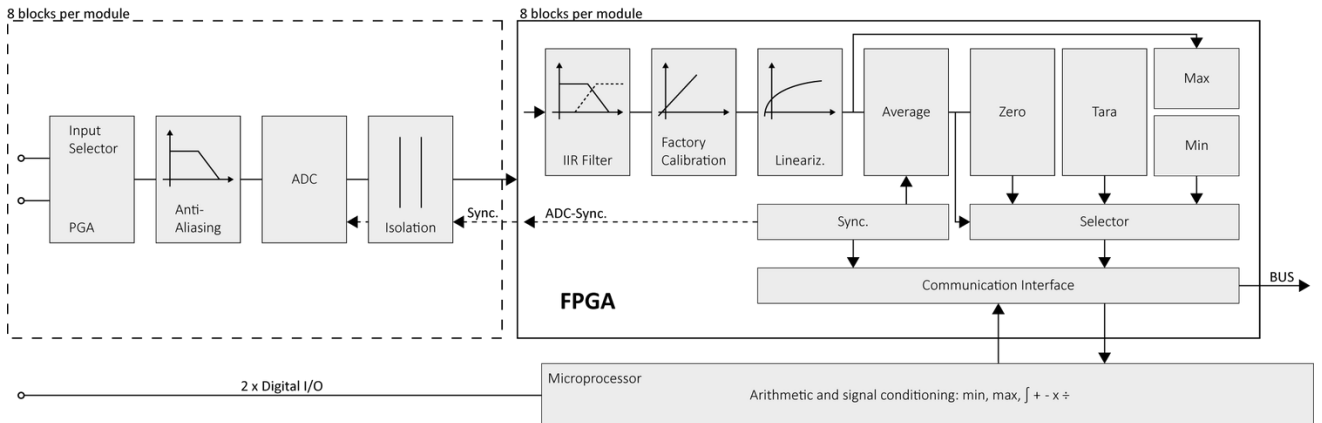 8 blocks per module
8 blocks per module
Input
Selector
PGA
Anti-
Aliasing
ADC
Isolation
Sync.
ADC-Sync.
IIR Filter
Factory
Calibration
Lineariz.
Average
Zero
Tara
Max
Min
Sync.
Selector
Communication Interface
BUS
FPGA
2 x Digital I/O
Microprocessor
Arithmetic and signal conditioning: min, max, ∫ + - x ÷